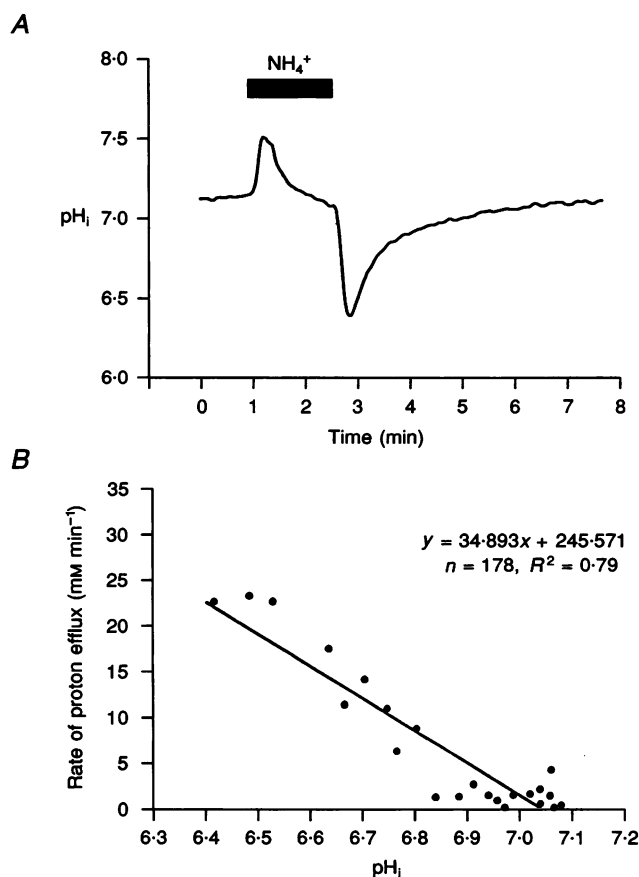 A
NH₄⁺
8·0
7·5
pHᵢ
7·0
6·5
6·0
0 1 2 3 4 5 6 7 8
Time (min)
B
Rate of proton efflux (mM min⁻¹)
35
30
25
20
15
10
5
0
y = 34·893x + 245·571
n = 178, R² = 0·79
6·3 6·4 6·5 6·6 6·7 6·8 6·9 7·0 7·1 7·2
pHᵢ